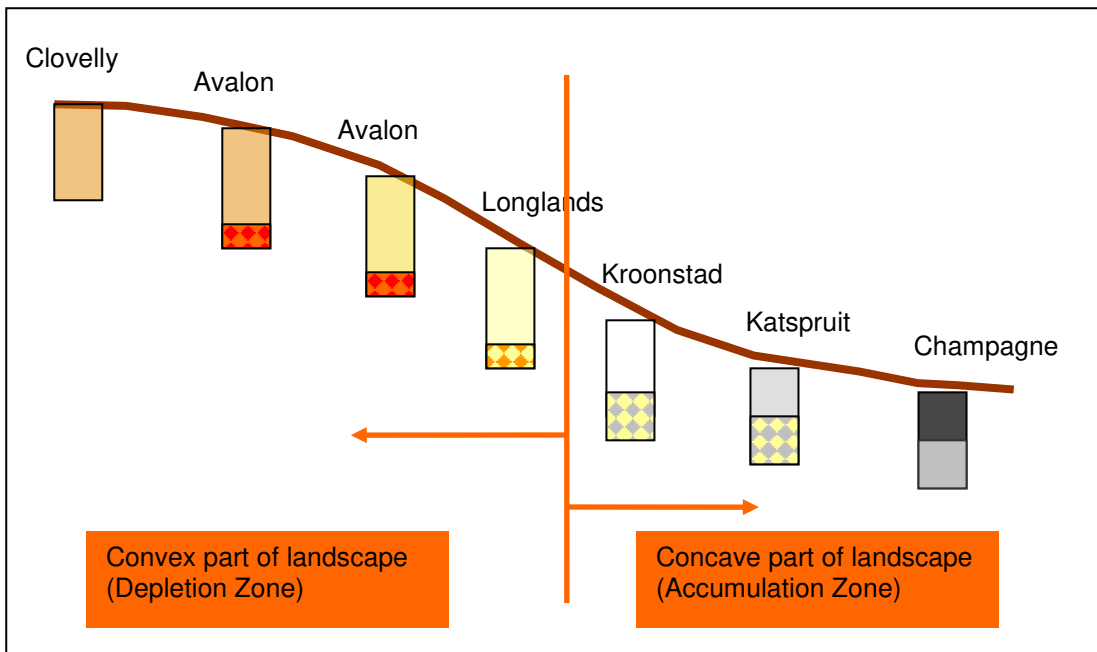 Clovelly
Avalon
Avalon
Longlands
Kroonstad
Katspruit
Champagne
Convex part of landscape
(Depletion Zone)
Concave part of landscape
(Accumulation Zone)